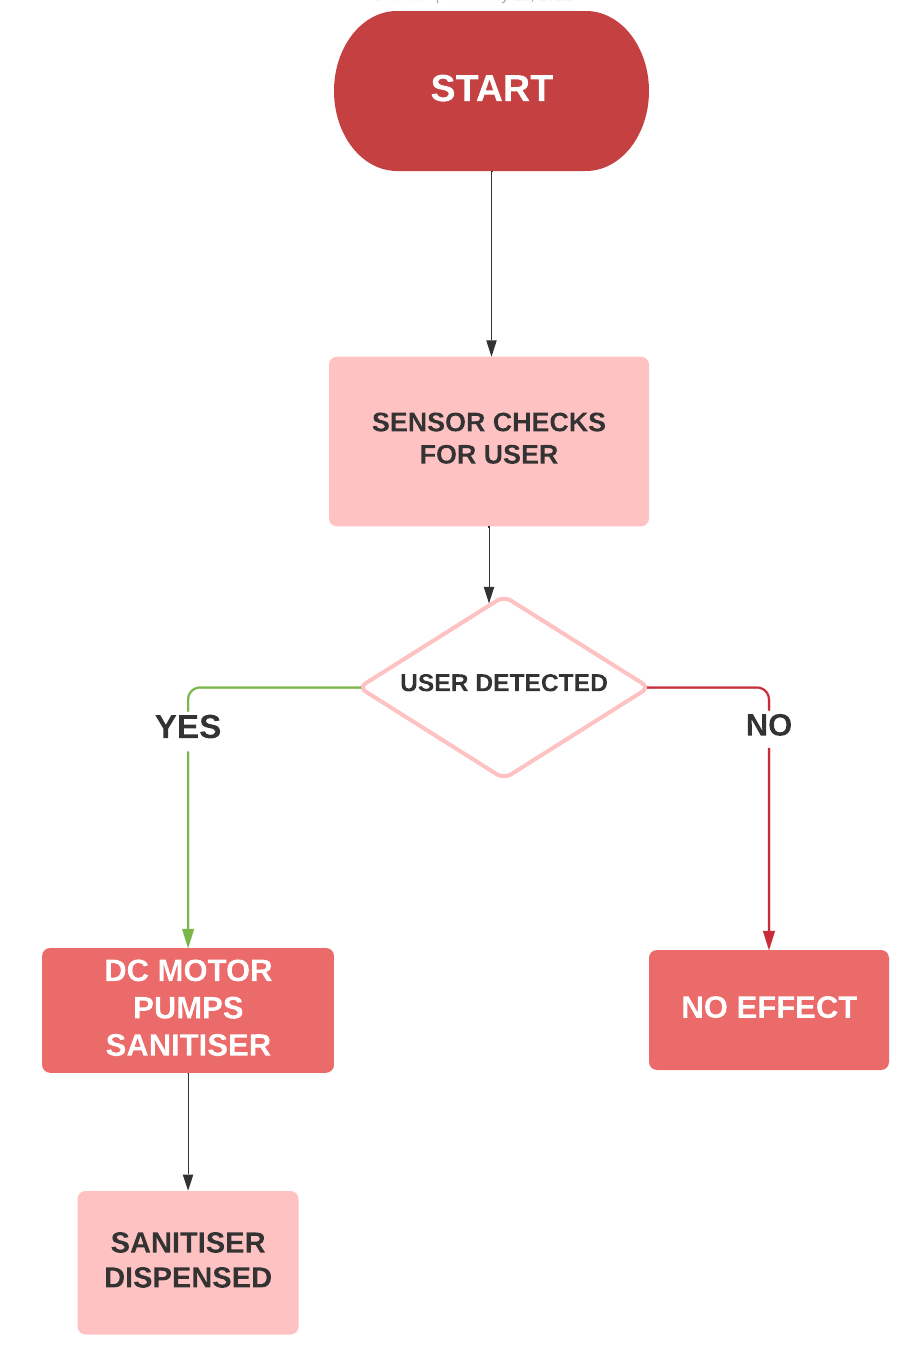 START
SENSOR CHECKS
FOR USER
USER DETECTED
YES
NO
DC MOTOR
PUMPS
SANITISER
NO EFFECT
SANITISER
DISPENSED